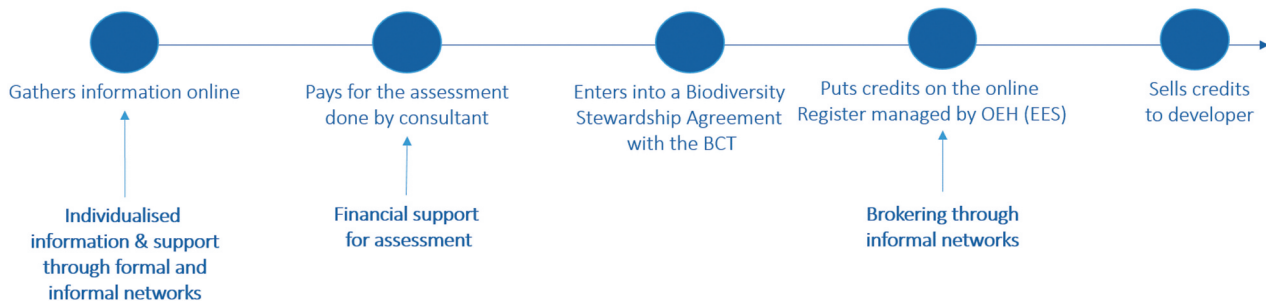 Gathers information online
Pays for the assessment
done by consultant
Enters into a Biodiversity
Stewardship Agreement
with the BCT
Puts credits on the online
Register managed by OEH (EES)
Sells credits
to developer
Individualised
information & support
through formal and
informal networks
Financial support
for assessment
Brokering through
informal networks